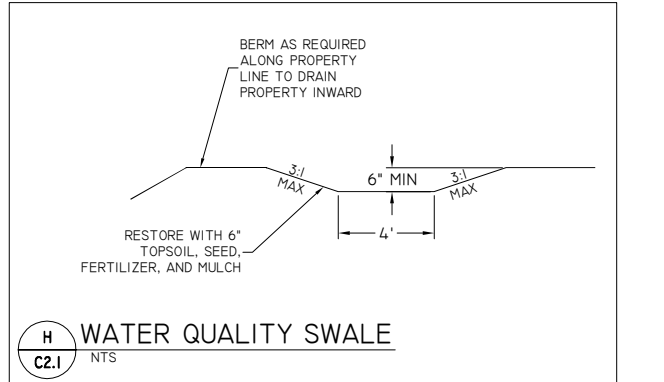 BERM AS REQUIRED
ALONG PROPERTY
LINE TO DRAIN
PROPERTY INWARD
3:1
MAX
6" MIN
3:1
MAX
4'
RESTORE WITH 6"
TOPSOIL, SEED,
FERTILIZER, AND MULCH
H
C2.1
WATER QUALITY SWALE
NTS